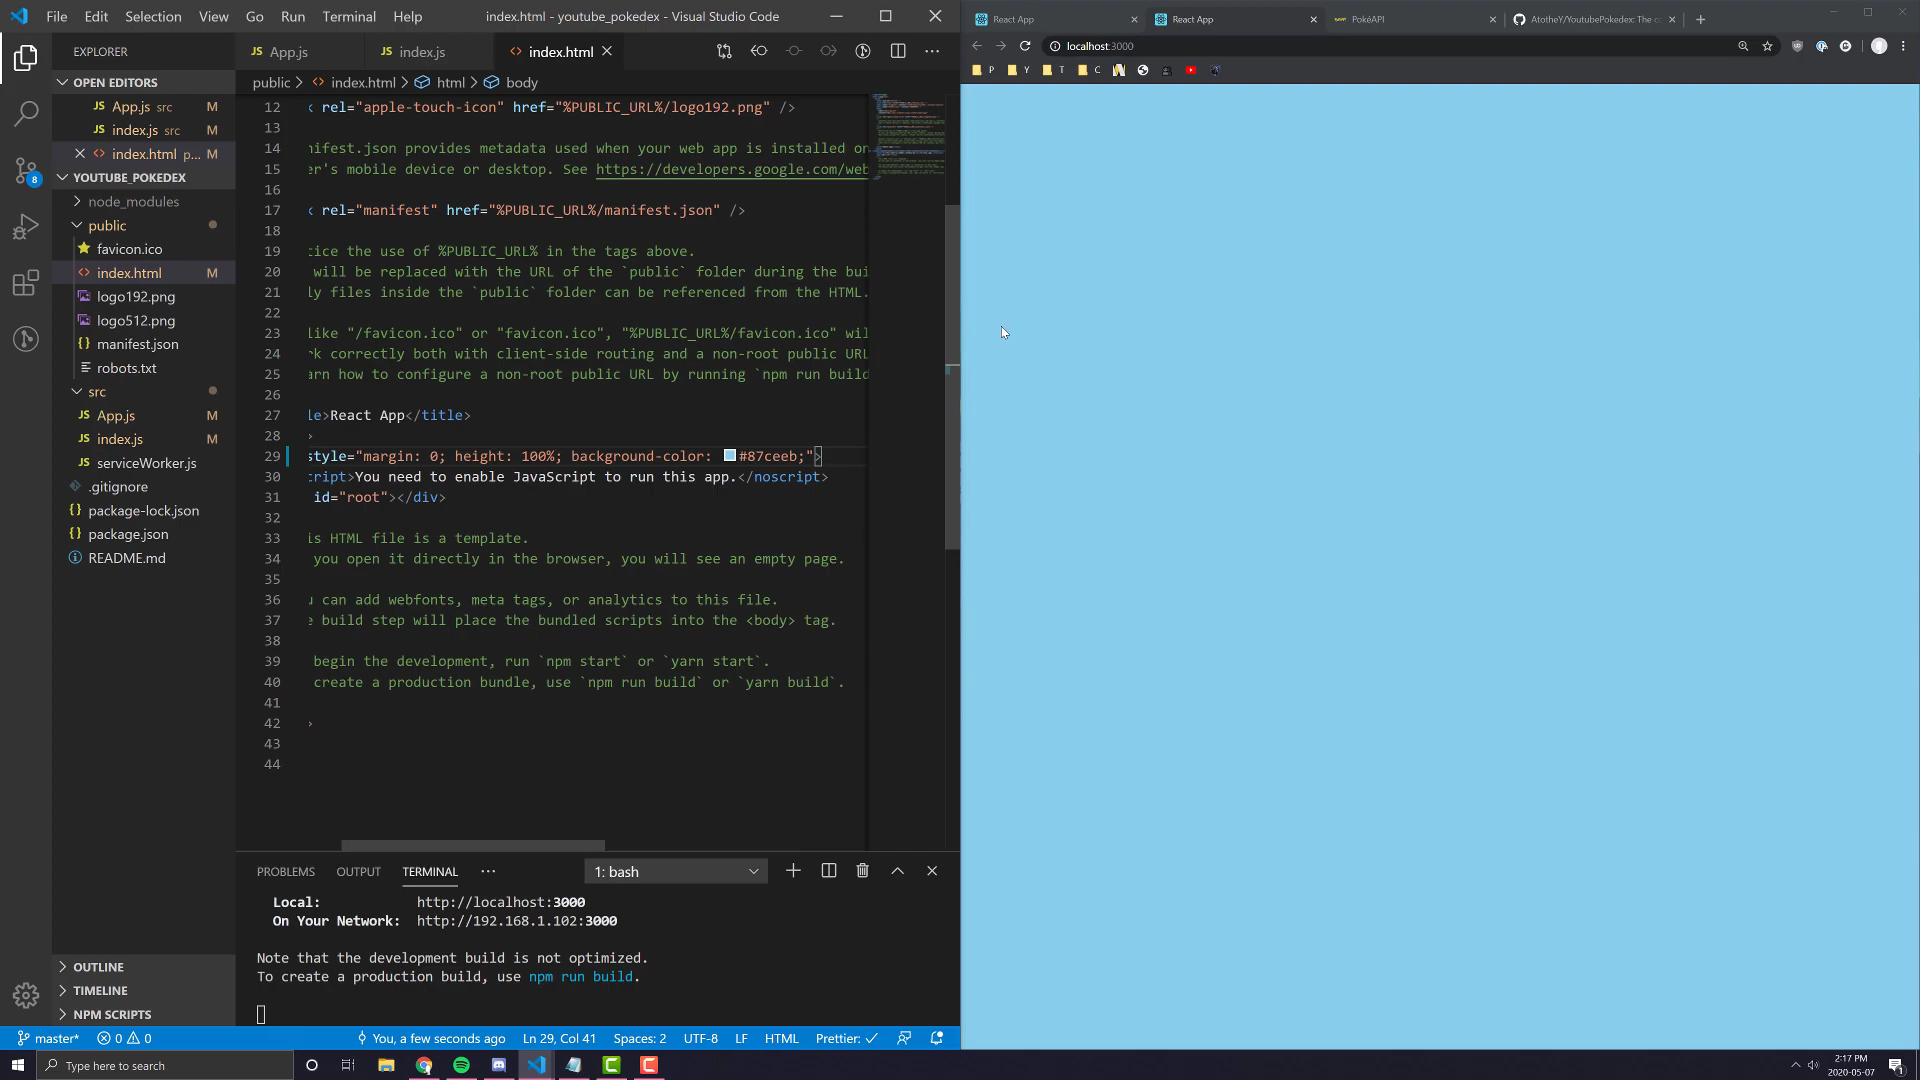 File Edit Selection View Go Run Terminal Help index.html - youtube_pokedex - Visual Studio Code
EXPLORER
OPEN EDITORS
App.js src M
index.js src M
index.html p... M
YOUTUBE_POKEDEX
node_modules
public
favicon.ico
index.html M
logo192.png
logo512.png
manifest.json
robots.txt
src
App.js M
index.js M
serviceWorker.js
.gitignore
package-lock.json
package.json
README.md
OUTLINE
TIMELINE
NPM SCRIPTS
8
App.js index.js index.html
public > index.html > html > body
12 rel="apple-touch-icon" href="%PUBLIC_URL%/logo192.png" />
13
14 nifest.json provides metadata used when your web app is installed on
15 er's mobile device or desktop. See https://developers.google.com/web
16
17 rel="manifest" href="%PUBLIC_URL%/manifest.json" />
18
19 tice the use of %PUBLIC_URL% in the tags above.
20 will be replaced with the URL of the `public` folder during the bui
21 ly files inside the `public` folder can be referenced from the HTML.
22
23 like "/favicon.ico" or "favicon.ico", "%PUBLIC_URL%/favicon.ico" wil
24 rk correctly both with client-side routing and a non-root public URL
25 arn how to configure a non-root public URL by running `npm run build
26
27 le>React App</title>
28 >
29 style="margin: 0; height: 100%; background-color: #87ceeb;">
30 cript>You need to enable JavaScript to run this app.</noscript>
31 id="root"></div>
32
33 is HTML file is a template.
34 you open it directly in the browser, you will see an empty page.
35
36 u can add webfonts, meta tags, or analytics to this file.
37 e build step will place the bundled scripts into the <body> tag.
38
39 begin the development, run `npm start` or `yarn start`.
40 create a production bundle, use `npm run build` or `yarn build`.
41
42 >
43
44
PROBLEMS OUTPUT TERMINAL ··· 1: bash
Local: http://localhost:3000
On Your Network: http://192.168.1.102:3000
Note that the development build is not optimized.
To create a production build, use npm run build.
master* 0 0 You, a few seconds ago Ln 29, Col 41 Spaces: 2 UTF-8 LF HTML Prettier: ✓
React App React App PokéAPI AtotheY/YoutubePokedex: The c
localhost:3000
P Y T C
Type here to search
2:17 PM
2020-05-07
1